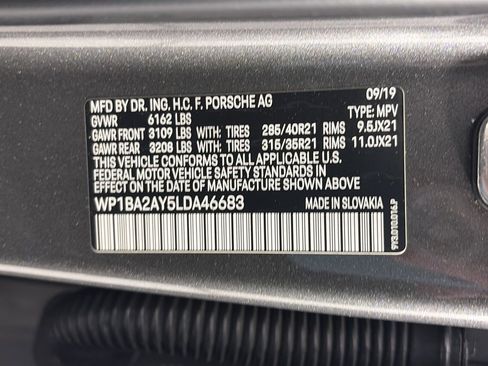 MFD BY DR. ING. H.C. F. PORSCHE AG 09/19
GVWR 6162 LBS TYPE: MPV
GAWR FRONT 3109 LBS WITH: TIRES 285/40R21 RIMS 9.5JX21
GAWR REAR 3208 LBS WITH: TIRES 315/35R21 RIMS 11.0JX21
THIS VEHICLE CONFORMS TO ALL APPLICABLE U.S.
FEDERAL MOTOR VEHICLE SAFETY STANDARDS IN
EFFECT ON THE DATE OF MANUFACTURE SHOWN ABOVE
WP1BA2AY5LDA46683 MADE IN SLOVAKIA
9Y3.010.016.P